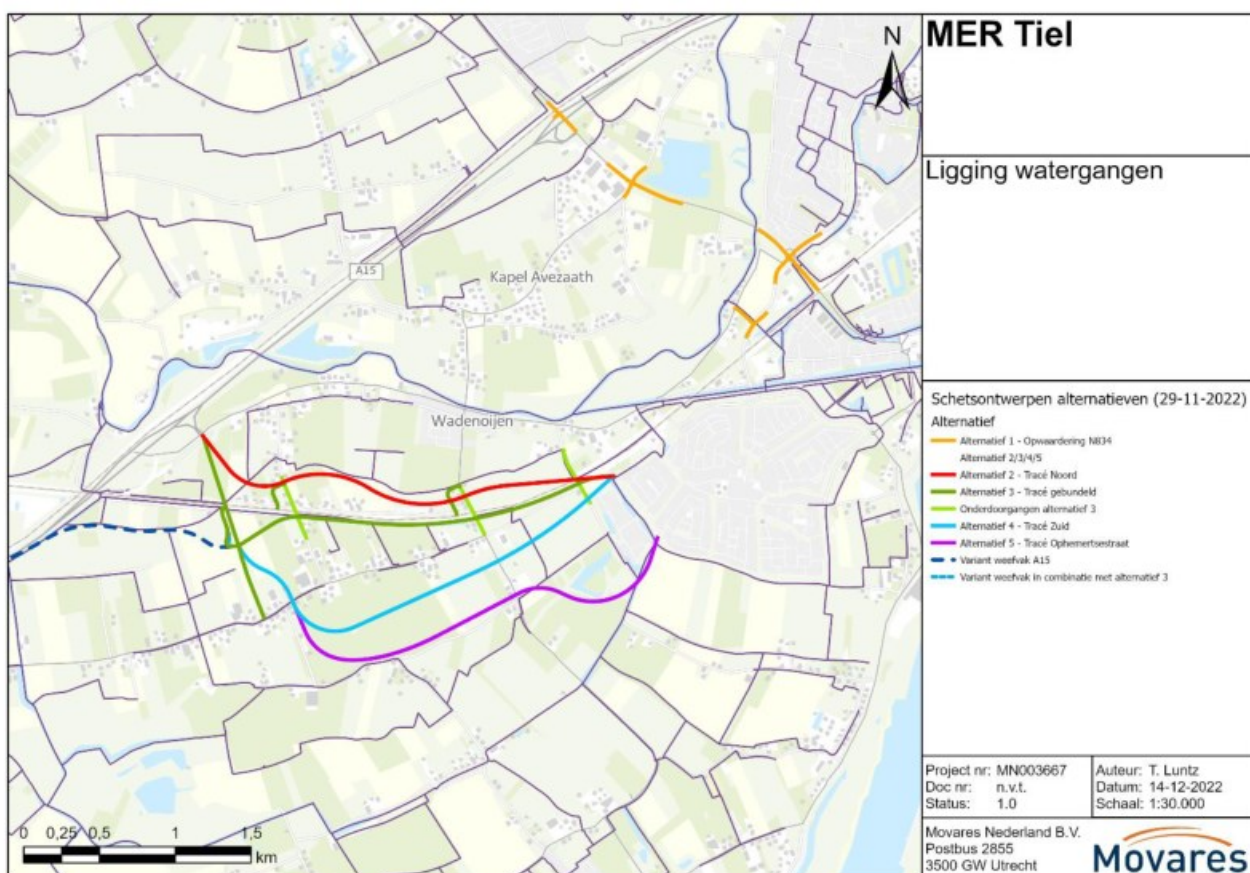 MER Tiel
N
Ligging watergangen
A15
Kapel Avezaath
Wadenoijen
Schetsontwerpen alternatieven (29-11-2022)
Alternatief
Alternatief 1 - Opwaardering N834
Alternatief 2/3/4/5
Alternatief 2 - Tracé Noord
Alternatief 3 - Tracé gebundeld
Onderdoorgangen alternatief 3
Alternatief 4 - Tracé Zuid
Alternatief 5 - Tracé Ophemertsestraat
Variant weefvak A15
Variant weefvak in combinatie met alternatief 3
0 0,25 0,5 1 1,5
km
Project nr: MN003667
Doc nr: n.v.t.
Status: 1.0
Auteur: T. Luntz
Datum: 14-12-2022
Schaal: 1:30.000
Movares Nederland B.V.
Postbus 2855
3500 GW Utrecht
Movares